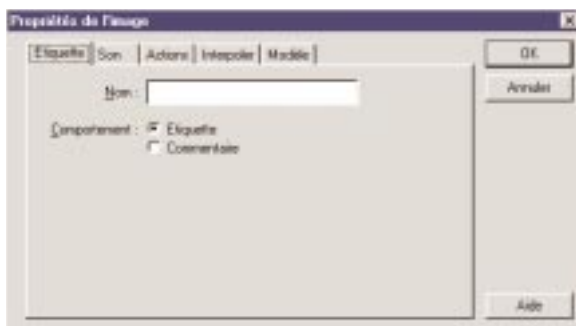 Propriétés de l'image
Etiquette Son Actions Interpoler Modèle
OK
Nom :
Annuler
Comportement : Etiquette
Commentaire
Aide